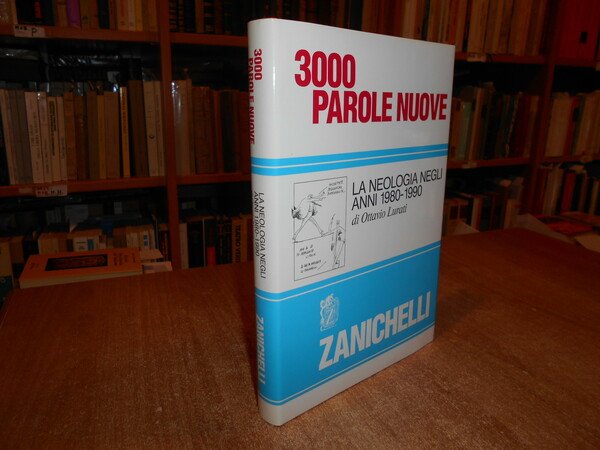 3000
PAROLE NUOVE
LA NEOLOGIA NEGLI
ANNI 1980-1990
di Ottavio Lurati
ZANICHELLI
3000
PAROLE NUOVE
LA NEOLOGIA NEGLI
ANNI 1980-1990
ZANICHELLI